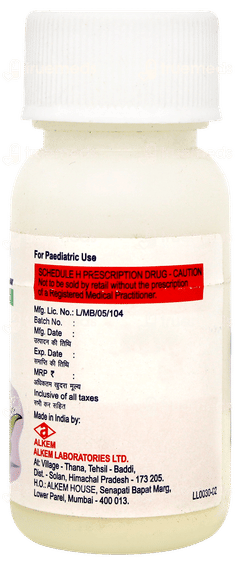 For Paediatric Use
SCHEDULE H PRESCRIPTION DRUG - CAUTION
Not to be sold by retail without the prescription
of a Registered Medical Practitioner.
Mfg. Lic. No.: L/MB/05/104
Batch No. :
Mfg. Date :
उत्पादन की तिथि
Exp. Date :
समाप्ति की तिथि
MRP ₹ :
अधिकतम खुदरा मूल्य
Inclusive of all taxes
सभी कर सहित
Made in India by:
a
ALKEM
ALKEM LABORATORIES LTD.
At: Village - Thana, Tehsil - Baddi,
Dist. - Solan, Himachal Pradesh - 173 205.
H.O.: ALKEM HOUSE, Senapati Bapat Marg,
Lower Parel, Mumbai - 400 013.
LL0030-02